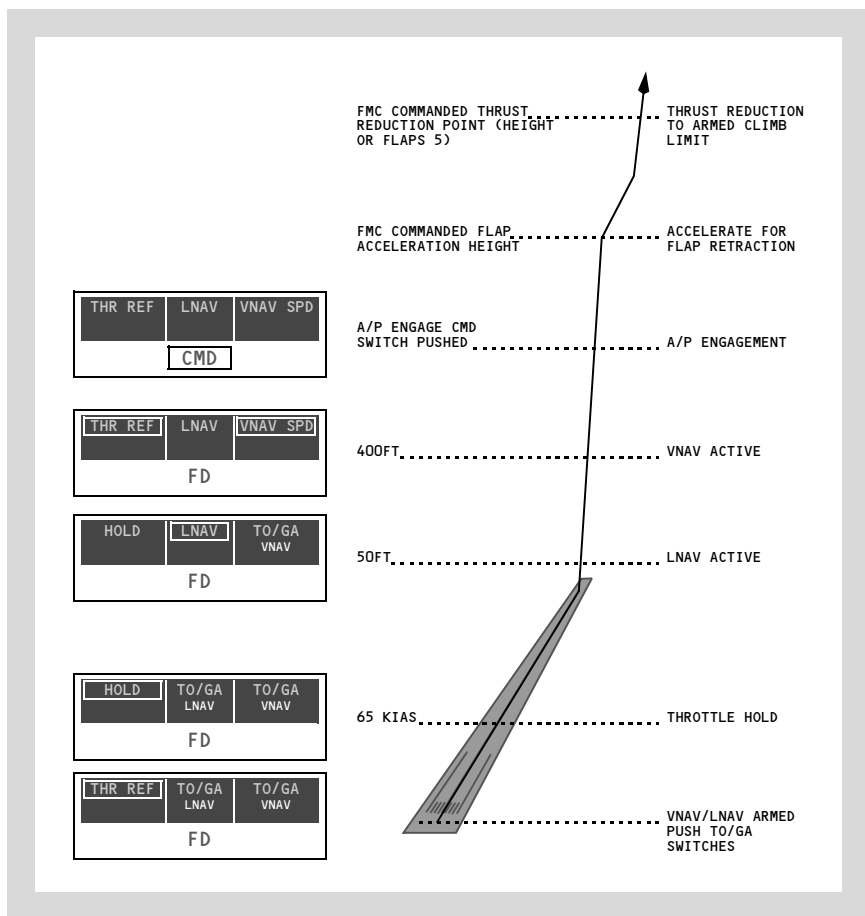 FMC COMMANDED THRUST
REDUCTION POINT (HEIGHT
OR FLAPS 5)
THRUST REDUCTION
TO ARMED CLIMB
LIMIT
FMC COMMANDED FLAP
ACCELERATION HEIGHT
ACCELERATE FOR
FLAP RETRACTION
THR REF
LNAV
VNAV SPD
CMD
A/P ENGAGE CMD
SWITCH PUSHED
A/P ENGAGEMENT
THR REF
LNAV
VNAV SPD
FD
400FT
VNAV ACTIVE
HOLD
LNAV
TO/GA
VNAV
FD
50FT
LNAV ACTIVE
HOLD
TO/GA
LNAV
TO/GA
VNAV
FD
65 KIAS
THROTTLE HOLD
THR REF
TO/GA
LNAV
TO/GA
VNAV
FD
VNAV/LNAV ARMED
PUSH TO/GA
SWITCHES